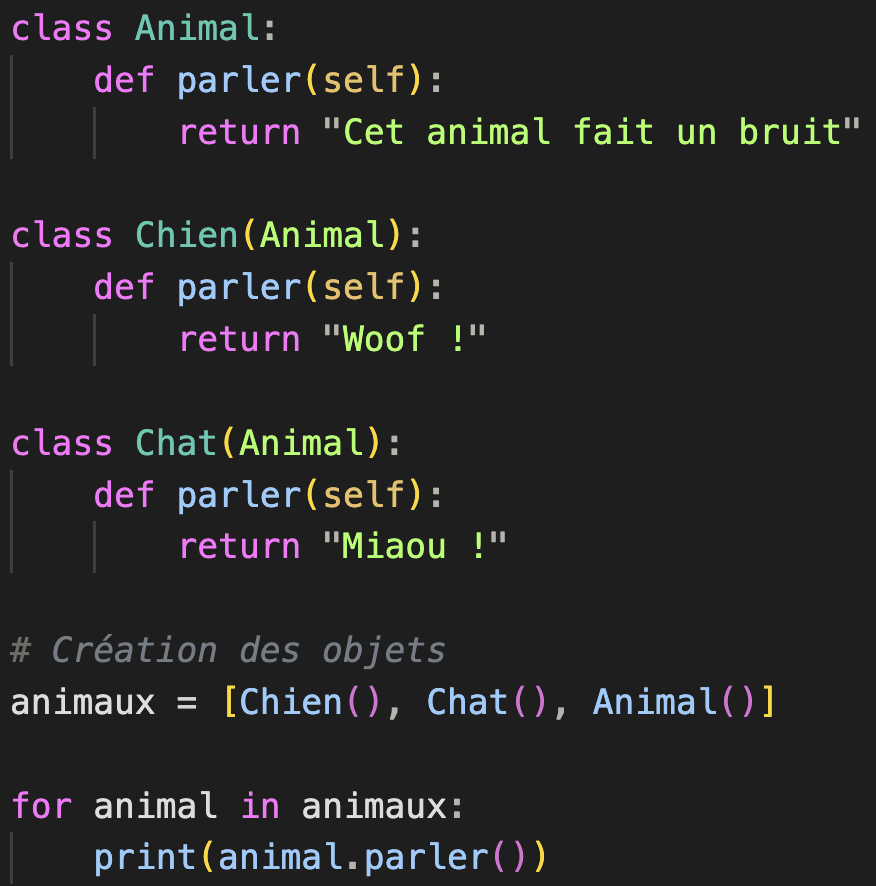 class Animal:
    def parler(self):
        return "Cet animal fait un bruit"

class Chien(Animal):
    def parler(self):
        return "Woof !"

class Chat(Animal):
    def parler(self):
        return "Miaou !"

# Création des objets
animaux = [Chien(), Chat(), Animal()]

for animal in animaux:
    print(animal.parler())